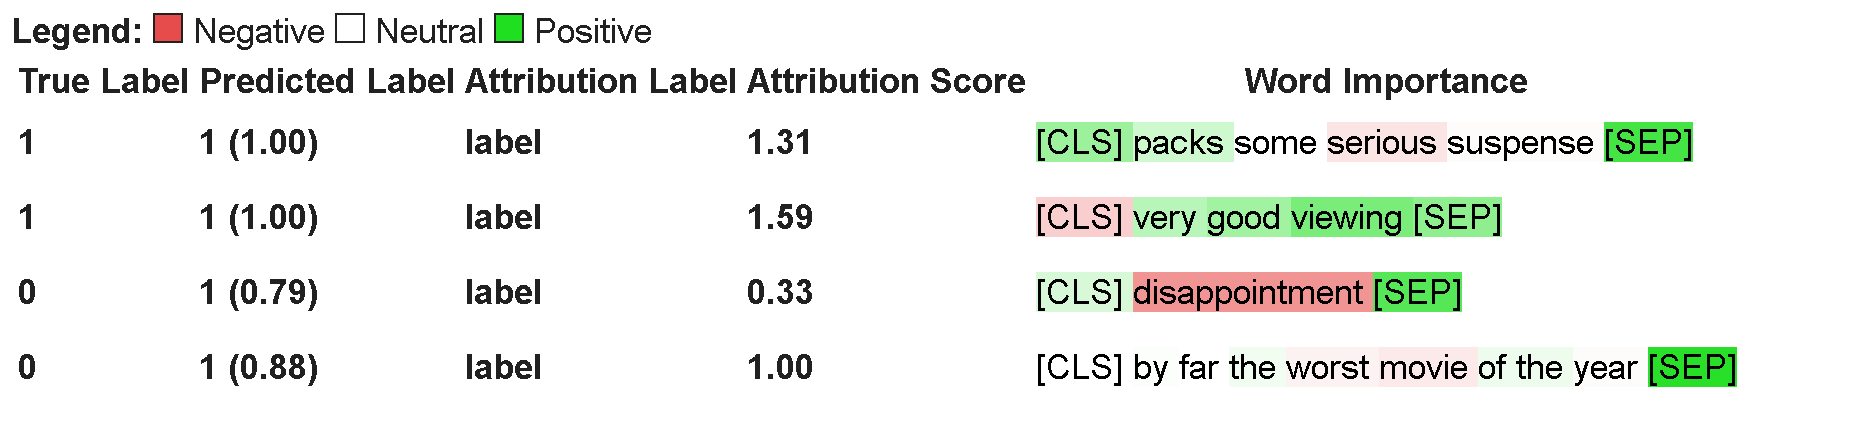 Legend: Negative Neutral Positive
True Label Predicted Label Attribution Label Attribution Score Word Importance
1 1 (1.00) label 1.31 [CLS] packs some serious suspense [SEP]
1 1 (1.00) label 1.59 [CLS] very good viewing [SEP]
0 1 (0.79) label 0.33 [CLS] disappointment [SEP]
0 1 (0.88) label 1.00 [CLS] by far the worst movie of the year [SEP]